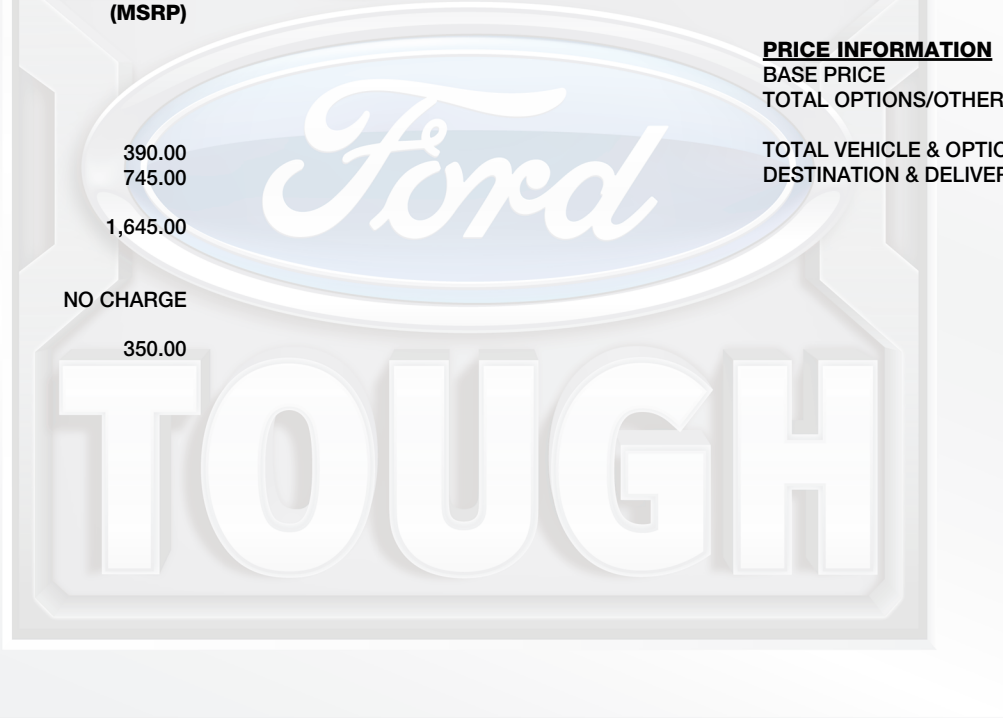 (MSRP)
390.00
745.00
1,645.00
NO CHARGE
350.00
PRICE INFORMATION
BASE PRICE
TOTAL OPTIONS/OTHER
TOTAL VEHICLE & OPTIO
DESTINATION & DELIVER
Ford
TOUGH